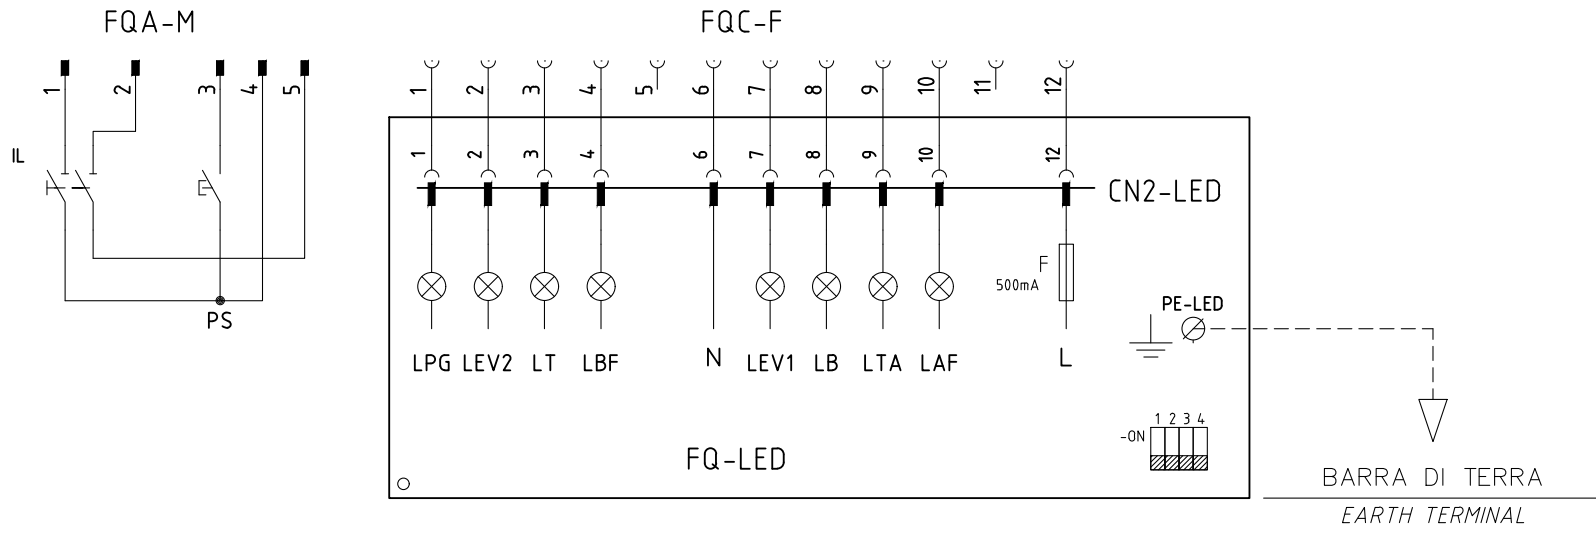 FQA-M
FQC-F
1 2 3 4 5
1 2 3 4 5 6 7 8 9 10 11 12
1 2 3 4 6 7 8 9 10 12
CN2-LED
F
500mA
PE-LED
PS
LPG LEV2 LT LBF N LEV1 LB LTA LAF L
1 2 3 4
-ON
FQ-LED
BARRA DI TERRA
EARTH TERMINAL